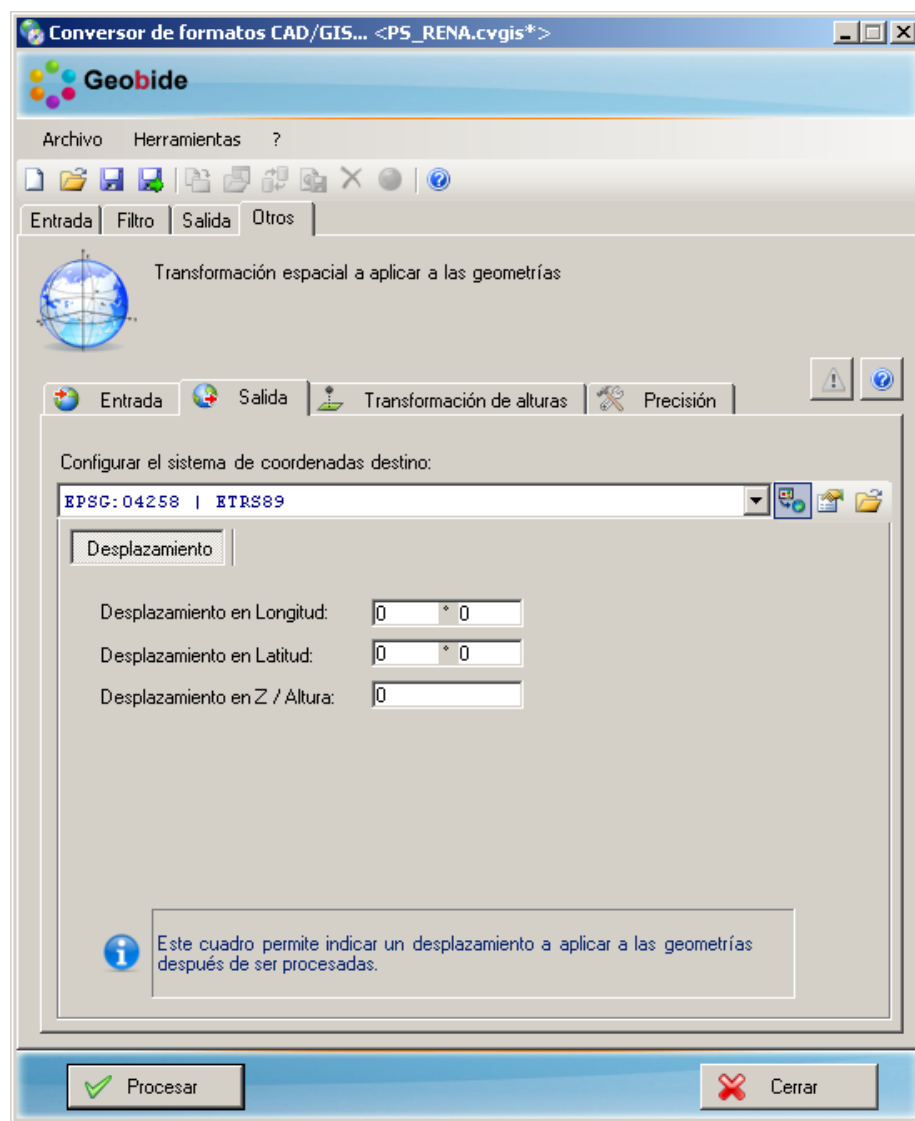 Conversor de formatos CAD/GIS... <PS_RENA.cvgis*>
Geobide
Archivo Herramientas ?
Entrada Filtro Salida Otros
Transformación espacial a aplicar a las geometrías
Entrada Salida Transformación de alturas Precisión
Configurar el sistema de coordenadas destino:
EPSG:04258 | ETRS89
Desplazamiento
Desplazamiento en Longitud: 0 ° 0
Desplazamiento en Latitud: 0 ° 0
Desplazamiento en Z / Altura: 0
Este cuadro permite indicar un desplazamiento a aplicar a las geometrías
después de ser procesadas.
Procesar Cerrar